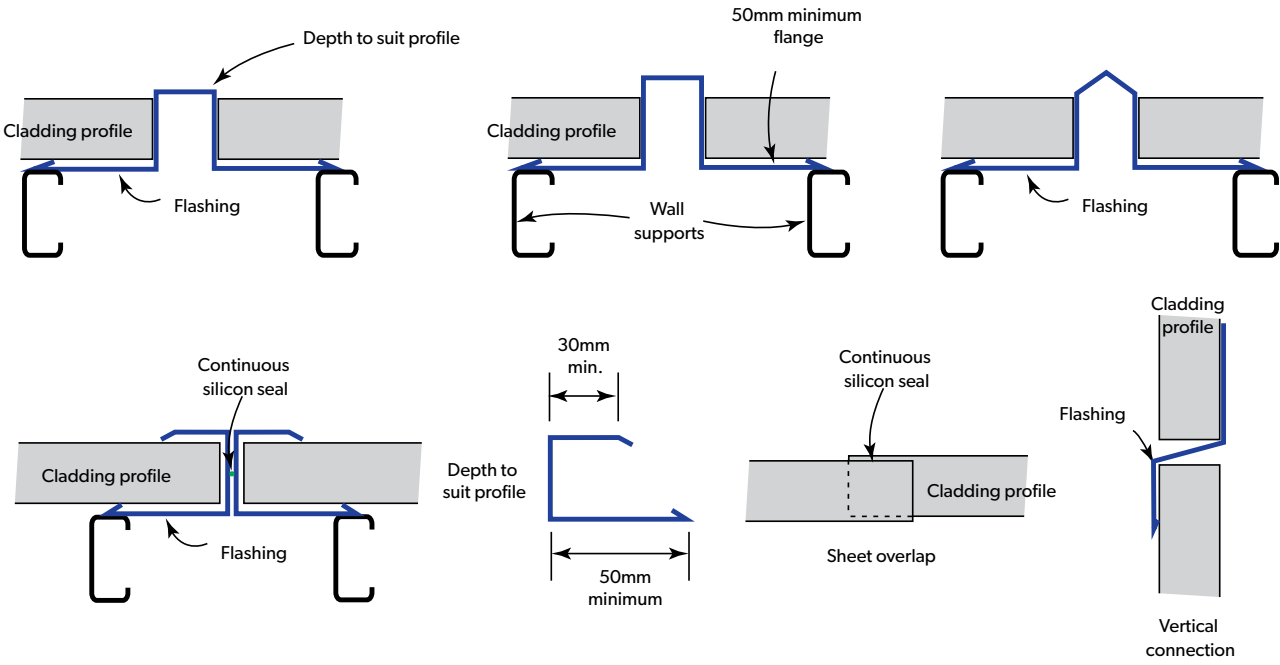 Depth to suit profile
Cladding profile
Flashing
50mm minimum
flange
Cladding profile
Wall
supports
Flashing
Continuous
silicon seal
Cladding profile
Flashing
30mm
min.
Depth to
suit profile
50mm
minimum
Continuous
silicon seal
Cladding profile
Sheet overlap
Cladding
profile
Flashing
Vertical
connection